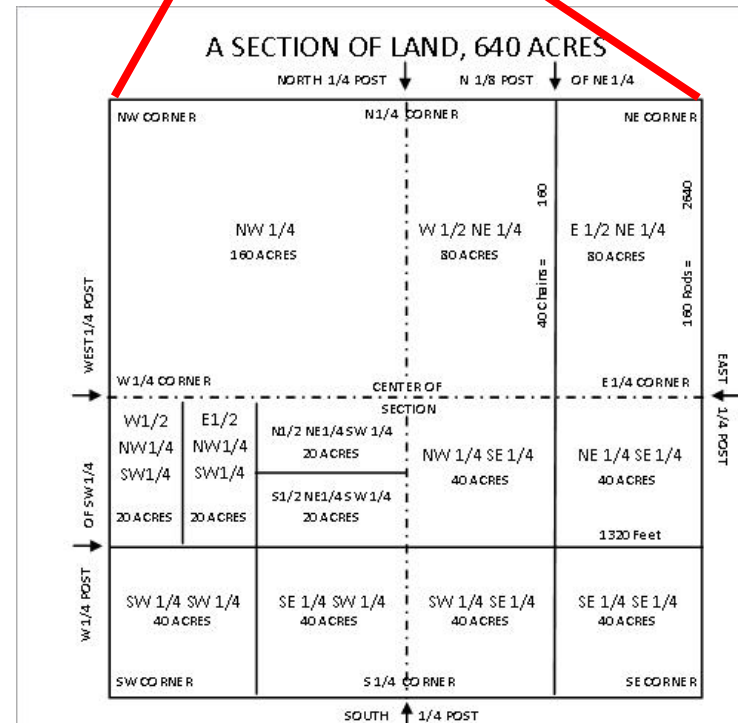 A SECTION OF LAND, 640 ACRES
NORTH 1/4 POST N 1/8 POST OF NE 1/4
NW CORNER N1/4 CORNER NE CORNER
160
2640
NW 1/4 W 1/2 NE 1/4 E 1/2 NE 1/4
160 ACRES 80 ACRES 80 ACRES
40 Chains =
160 Rods =
WEST 1/4 POST
W 1/4 CORNER CENTER OF E 1/4 CORNER
SECTION
EAST 1/4 POST
W1/2 E1/2
NW1/4 NW1/4
SW1/4 SW1/4
20 ACRES 20 ACRES
N1/2 NE1/4 SW 1/4
20 ACRES
S1/2 NE1/4 SW 1/4
20 ACRES
NW 1/4 SE 1/4 NE 1/4 SE 1/4
40 ACRES 40 ACRES
1320 Feet
OF SW 1/4
W 1/4 POST
SW 1/4 SW 1/4 SE 1/4 SW 1/4 SW 1/4 SE 1/4 SE 1/4 SE 1/4
40 ACRES 40 ACRES 40 ACRES 40 ACRES
SW CORNER S 1/4 CORNER SE CORNER
SOUTH 1/4 POST